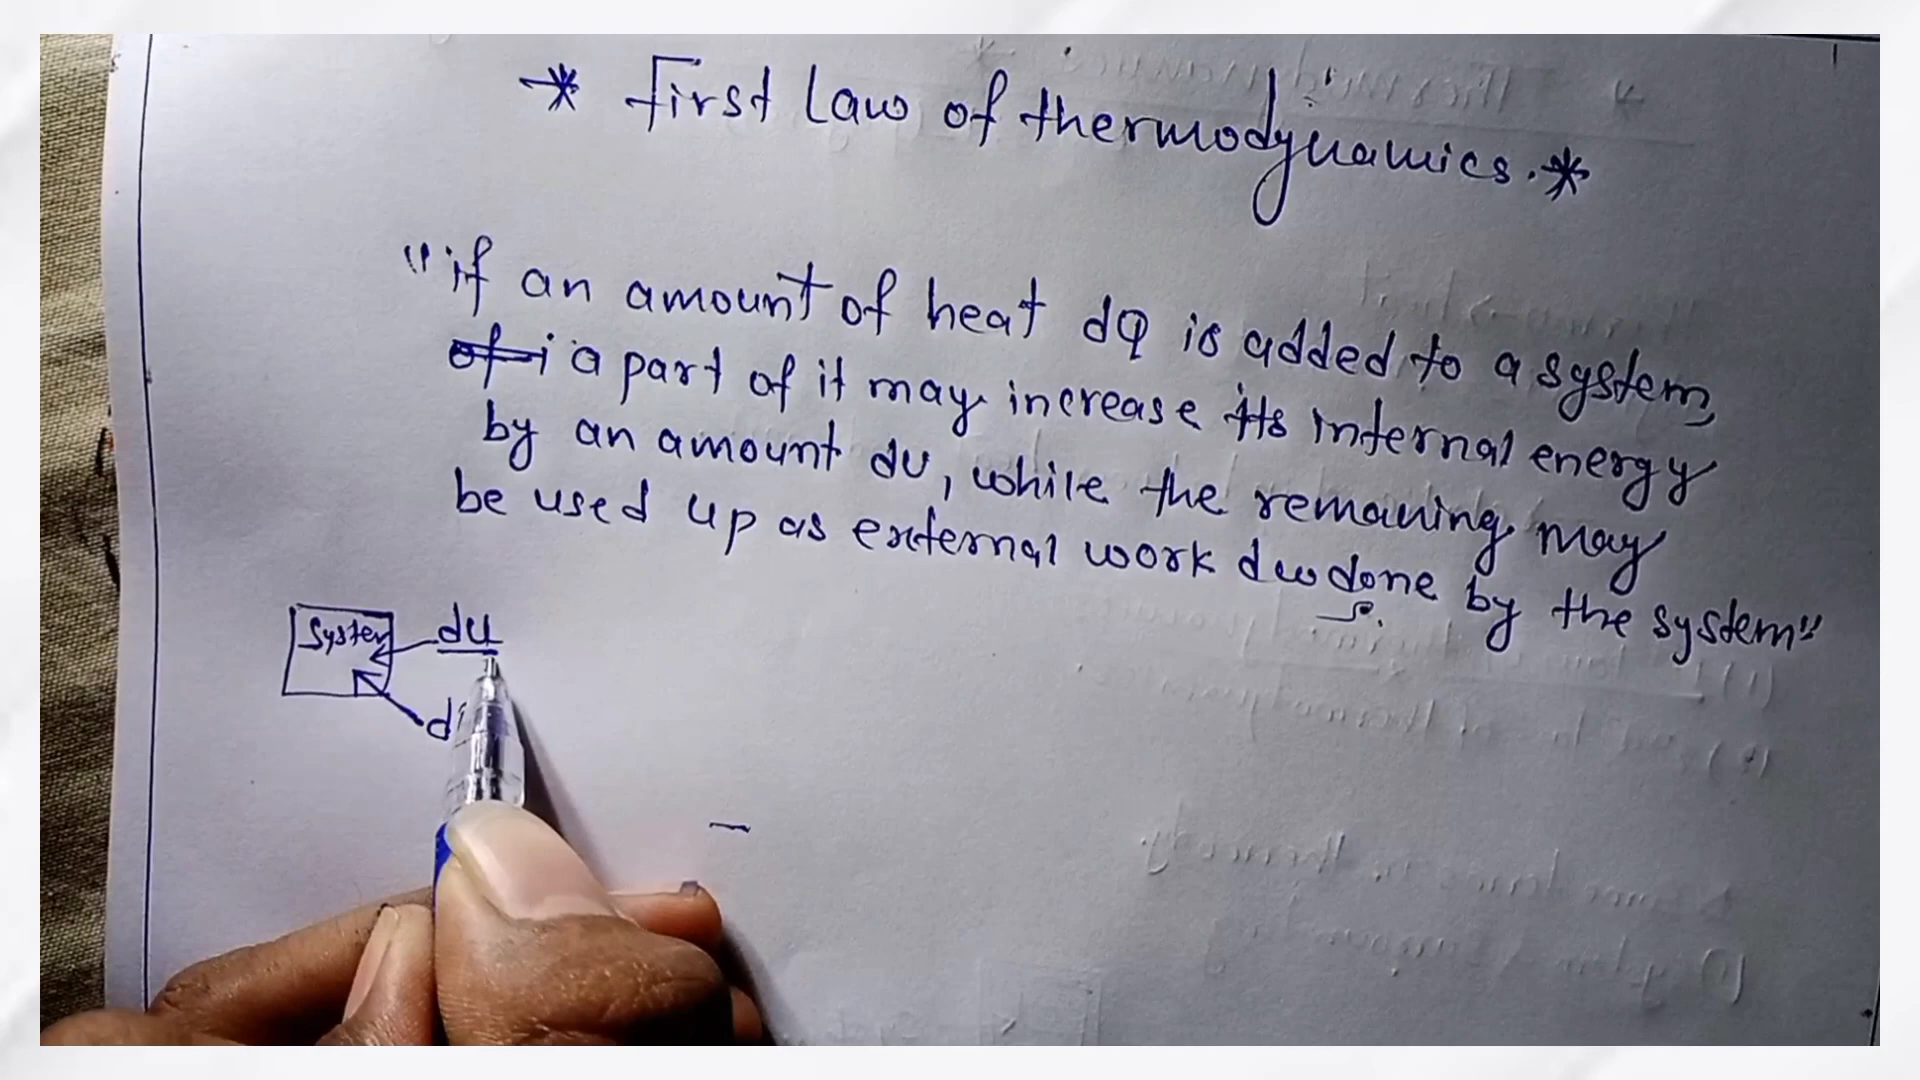 * First Law of thermodynamics. *
"if an amount of heat dQ is added to a system,
a part of it may increase its internal energy
by an amount dU, while the remaining may
be used up as external work dw done by the system"
System
du